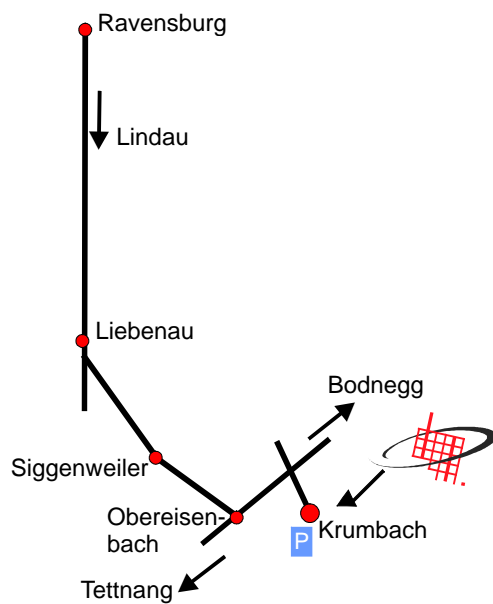 Ravensburg
Lindau
Liebenau
Bodnegg
Siggenweiler
Obereisen-
bach
Krumbach
P
Tettnang